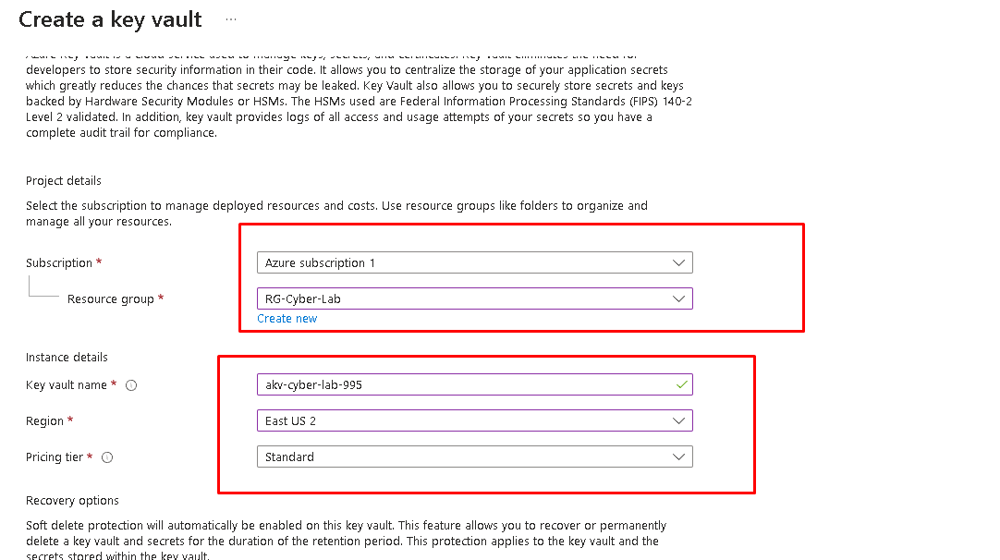 Create a key vault ...
Azure Key Vault is a cloud service used to manage keys, secrets, and certificates. Key Vault eliminates the need for
developers to store security information in their code. It allows you to centralize the storage of your application secrets
which greatly reduces the chances that secrets may be leaked. Key Vault also allows you to securely store secrets and keys
backed by Hardware Security Modules or HSMs. The HSMs used are Federal Information Processing Standards (FIPS) 140-2
Level 2 validated. In addition, key vault provides logs of all access and usage attempts of your secrets so you have a
complete audit trail for compliance.
Project details
Select the subscription to manage deployed resources and costs. Use resource groups like folders to organize and
manage all your resources.
Subscription * Azure subscription 1
Resource group * RG-Cyber-Lab
Create new
Instance details
Key vault name * akv-cyber-lab-995
Region * East US 2
Pricing tier * Standard
Recovery options
Soft delete protection will automatically be enabled on this key vault. This feature allows you to recover or permanently
delete a key vault and secrets for the duration of the retention period. This protection applies to the key vault and the
secrets stored within the key vault.